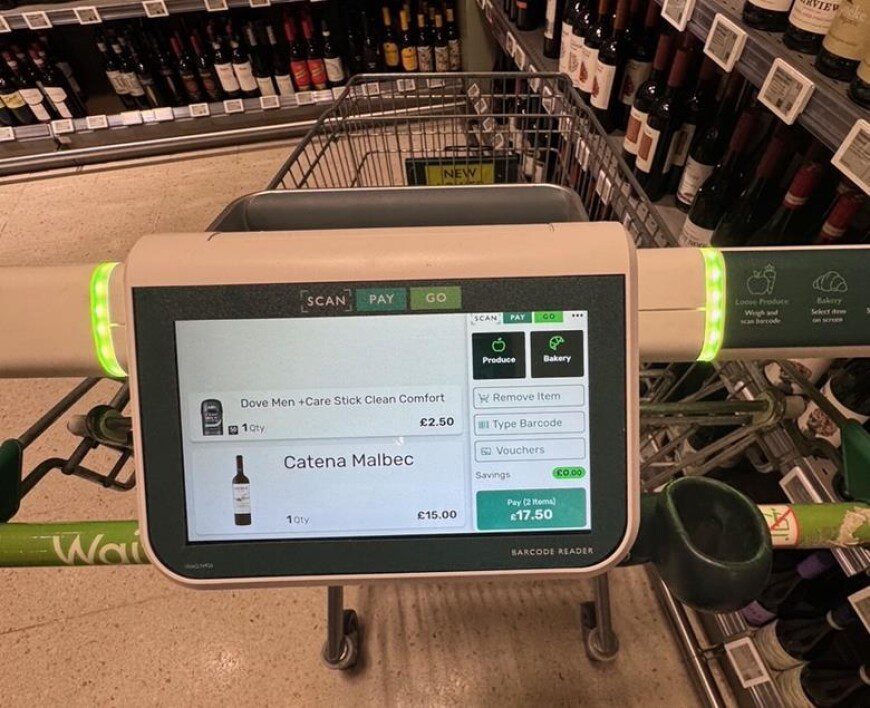 NEW
SCAN PAY GO
SCAN PAY GO
Produce
Bakery
Dove Men +Care Stick Clean Comfort
1 Qty
£2.50
Catena Malbec
1 Qty
£15.00
Remove Item
Type Barcode
Vouchers
Savings £0.00
Pay (2 Items)
£17.50
BARCODE READER
Loose Produce
Weigh and
scan barcode
Bakery
Select item
on screen
Wai